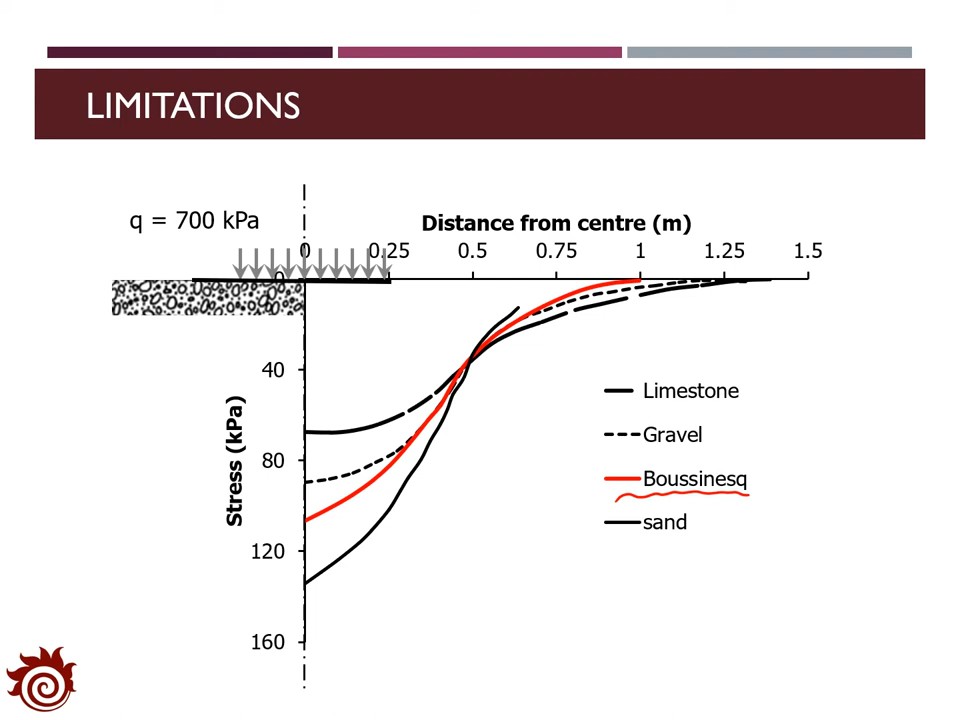 LIMITATIONS
q = 700 kPa
Distance from centre (m)
0 0.25 0.5 0.75 1 1.25 1.5
0
40
80
120
160
Stress (kPa)
Limestone
Gravel
Boussinesq
sand